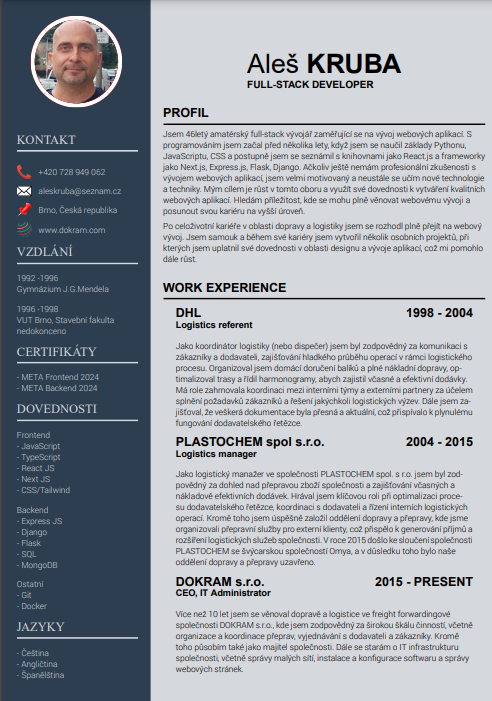 Aleš KRUBA
FULL-STACK DEVELOPER
KONTAKT
+420 728 949 062
aleskruba@seznam.cz
Brno, Česká republika
www.dokram.com
VZDLÁNÍ
1992 -1996
Gymnázium J.G.Mendela
1996 -1998
VUT Brno, Stavební fakulta
nedokonceno
CERTIFIKÁTY
- META Frontend 2024
- META Backend 2024
DOVEDNOSTI
Frontend
- JavaScript
- TypeScript
- React JS
- Next JS
- CSS/Tailwind
Backend
- Express JS
- Django
- Flask
- SQL
- MongoDB
Ostatní
- Git
- Docker
JAZYKY
- Čeština
- Angličtina
- Španělština
PROFIL
Jsem 46letý amatérský full-stack vývojář zaměřující se na vývoj webových aplikací. S
programováním jsem začal před několika lety, když jsem se naučil základy Pythonu,
JavaScriptu, CSS a postupně jsem se seznámil s knihovnami jako React.js a frameworky
jako Next.js, Express.js, Flask, Django. Ačkoliv ještě nemám profesionální zkušenosti s
vývojem webových aplikací, jsem velmi motivovaný a neustále se učím nové technologie
a techniky. Mým cílem je růst v tomto oboru a využít své dovednosti k vytváření kvalitních
webových aplikací. Hledám příležitost, kde se mohu plně věnovat webovému vývoji a
posunout svou kariéru na vyšší úroveň.
Po celoživotní kariéře v oblasti dopravy a logistiky jsem se rozhodl plně přejít na webový
vývoj. Jsem samouk a během své kariéry jsem vytvořil několik osobních projektů, při
kterých jsem uplatnil své dovednosti v oblasti designu a vývoje aplikací, což mi pomohlo
dále růst.
WORK EXPERIENCE
DHL 1998 - 2004
Logistics referent
Jako koordinátor logistiky (nebo dispečer) jsem byl zodpovědný za komunikaci s
zákazníky a dodavateli, zajišťování hladkého průběhu operací v rámci logistického
procesu. Organizoval jsem domácí doručení balíků a plné nákladní dopravy, op-
timalizoval trasy a řídil harmonogramy, abych zajistil včasné a efektivní dodávky.
Má role zahrnovala koordinaci mezi interními týmy a externími partnery za účelem
splnění požadavků zákazníků a řešení jakýchkoli logistických výzev. Dále jsem za-
jišťoval, že veškerá dokumentace byla přesná a aktuální, což přispívalo k plynulému
fungování dodavatelského řetězce.
PLASTOCHEM spol s.r.o. 2004 - 2015
Logistics manager
Jako logistický manažer ve společnosti PLASTOCHEM spol. s r.o. jsem byl zod-
povědný za dohled nad přepravou zboží společnosti a zajišťování včasných a
nákladově efektivních dodávek. Hrával jsem klíčovou roli při optimalizaci proce-
su dodavatelského řetězce, koordinaci s dodavateli a řízení interních logistických
operací. Kromě toho jsem úspěšně založil oddělení dopravy a přepravy, kde jsme
organizovali přepravní služby pro externí klienty, což přispělo k generování příjmů a
rozšíření logistických služeb společnosti. V roce 2015 došlo ke sloučení společnosti
PLASTOCHEM se švýcarskou společností Omya, a v důsledku toho bylo naše
oddělení dopravy a přepravy uzavřeno.
DOKRAM s.r.o. 2015 - PRESENT
CEO, IT Administrator
Více než 10 let jsem se věnoval dopravě a logistice ve freight forwardingové
společnosti DOKRAM s.r.o., kde jsem zodpovědný za širokou škálu činností, včetně
organizace a koordinace přeprav, vyjednávání s dodavateli a zákazníky. Kromě
toho působím také jako majitel společnosti. Dále se starám o IT infrastrukturu
společnosti, včetně správy malých sítí, instalace a konfigurace softwaru a správy
webových stránek.